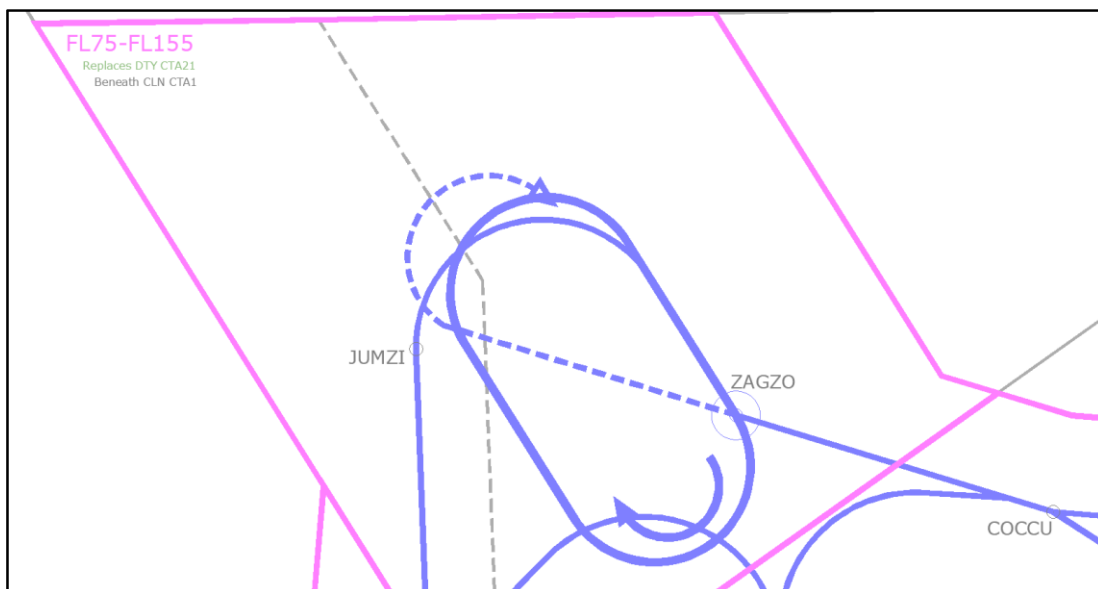 FL75-FL155
Replaces DTY CTA21
Beneath CLN CTA1
JUMZI
ZAGZO
COCCU